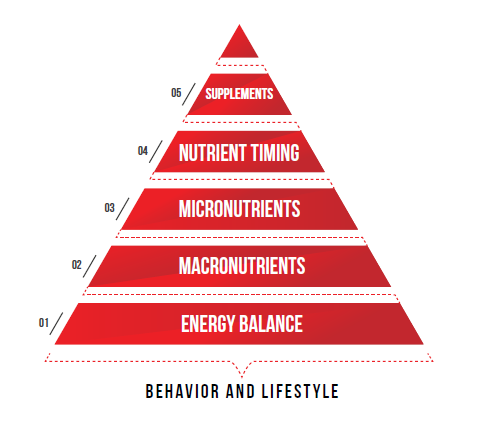 05 SUPPLEMENTS
04 NUTRIENT TIMING
03 MICRONUTRIENTS
02 MACRONUTRIENTS
01 ENERGY BALANCE
BEHAVIOR AND LIFESTYLE